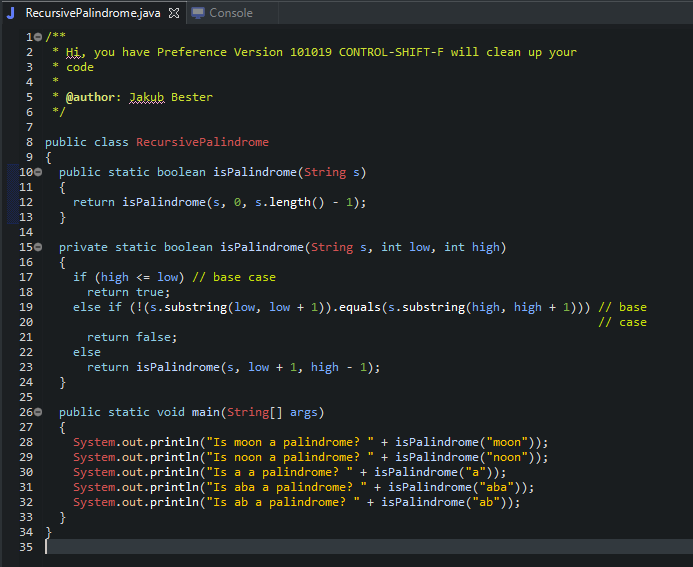 RecursivePalindrome.java Console
1 /**
2  * Hi, you have Preference Version 101019 CONTROL-SHIFT-F will clean up your
3  * code
4  *
5  * @author: Jakub Bester
6  */
7
8 public class RecursivePalindrome
9 {
10   public static boolean isPalindrome(String s)
11   {
12     return isPalindrome(s, 0, s.length() - 1);
13   }
14
15   private static boolean isPalindrome(String s, int low, int high)
16   {
17     if (high <= low) // base case
18       return true;
19     else if (!(s.substring(low, low + 1)).equals(s.substring(high, high + 1))) // base
20                                                                                // case
21       return false;
22     else
23       return isPalindrome(s, low + 1, high - 1);
24   }
25
26   public static void main(String[] args)
27   {
28     System.out.println("Is moon a palindrome? " + isPalindrome("moon"));
29     System.out.println("Is noon a palindrome? " + isPalindrome("noon"));
30     System.out.println("Is a a palindrome? " + isPalindrome("a"));
31     System.out.println("Is aba a palindrome? " + isPalindrome("aba"));
32     System.out.println("Is ab a palindrome? " + isPalindrome("ab"));
33   }
34 }
35